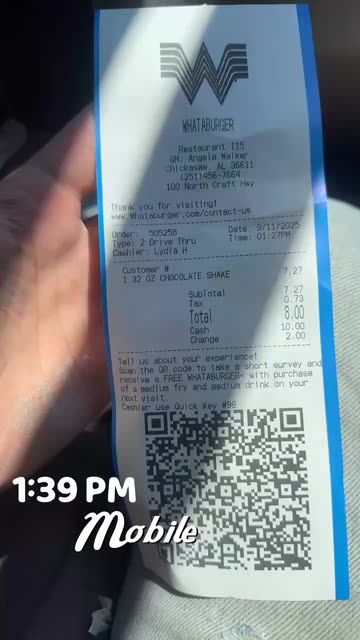 WHATABURGER
Restaurant 115
GM: Angela Walker
Chickasaw, AL 36611
(251)456-7664
100 North Craft Hwy
Thank you for visiting!
www.Whataburger.com/contact-us
Order: 505258 Date: 9/11/2025
Type: 2 Drive Thru Time: 01:27PM
Cashier: Lydia H
Customer #
1 32 OZ CHOCOLATE SHAKE 7.27
SubTotal 7.27
Tax 0.73
Total 8.00
Cash 10.00
Change 2.00
Tell us about your experience!
Scan the QR code to take a short survey and
receive a FREE WHATABURGER® with purchase
of a medium fry and medium drink on your
next visit.
Cashier use Quick Key #96
1:39 PM
Mobile